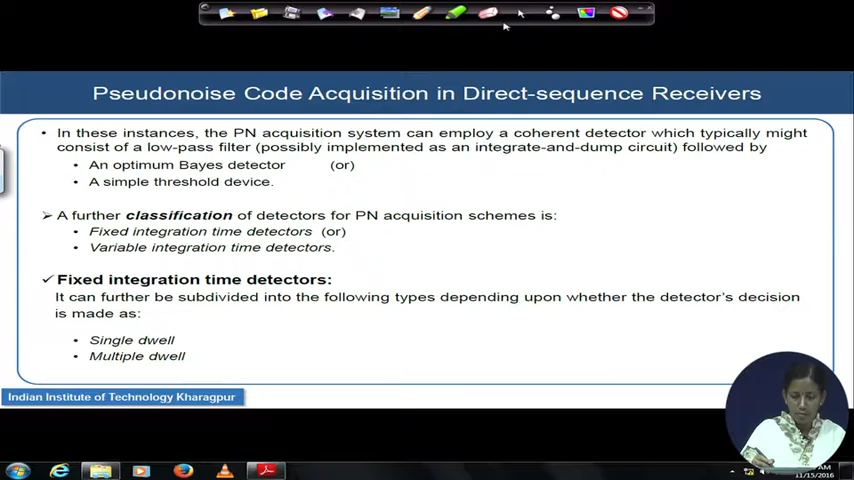 Pseudonoise Code Acquisition in Direct-sequence Receivers
• In these instances, the PN acquisition system can employ a coherent detector which typically might
consist of a low-pass filter (possibly implemented as an integrate-and-dump circuit) followed by
• An optimum Bayes detector (or)
• A simple threshold device.
➢ A further classification of detectors for PN acquisition schemes is:
• Fixed integration time detectors (or)
• Variable integration time detectors.
✓ Fixed integration time detectors:
It can further be subdivided into the following types depending upon whether the detector's decision
is made as:
• Single dwell
• Multiple dwell
Indian Institute of Technology Kharagpur
AM
11/15/2016